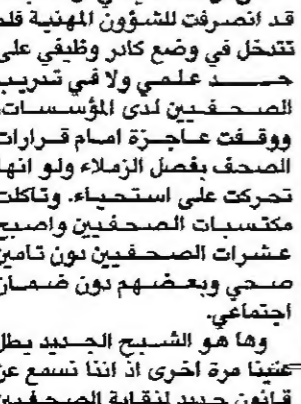 قد انصرفت للشؤون المهنية فلم
تتدخل في وضع كادر وظيفي على
حد علمي ولا في تدريب
الصحفيين لدى المؤسسات،
ووقفت عاجزة امام قرارات
الصحف بفصل الزملاء ولو انها
تحركت على استحياء. وتاكلت
مكتسبات الصحفيين واصبح
عشرات الصحفيين دون تامين
صحي وبعضهم دون ضمان
اجتماعي.
وها هو الشبح الجديد يطل
علينا مرة اخرى اذ اننا نسمع عن
قانون جديد لنقابة الصحفيين